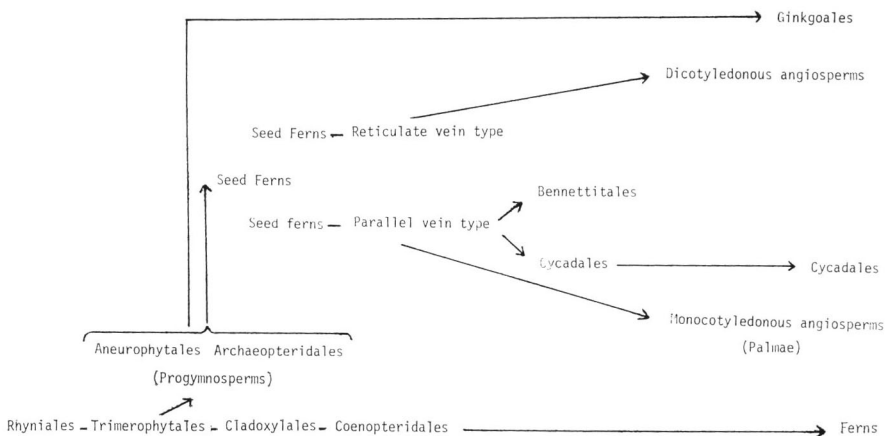 Ginkgoales
Dicotyledonous angiosperms
Seed Ferns – Reticulate vein type
Seed Ferns
Bennettitales
Seed ferns – Parallel vein type
Cycadales Cycadales
Monocotyledonous angiosperms
(Palmae)
Aneurophytales Archaeopteridales
(Progymnosperms)
Rhyniales – Trimerophytales – Cladoxylales – Coenopteridales Ferns